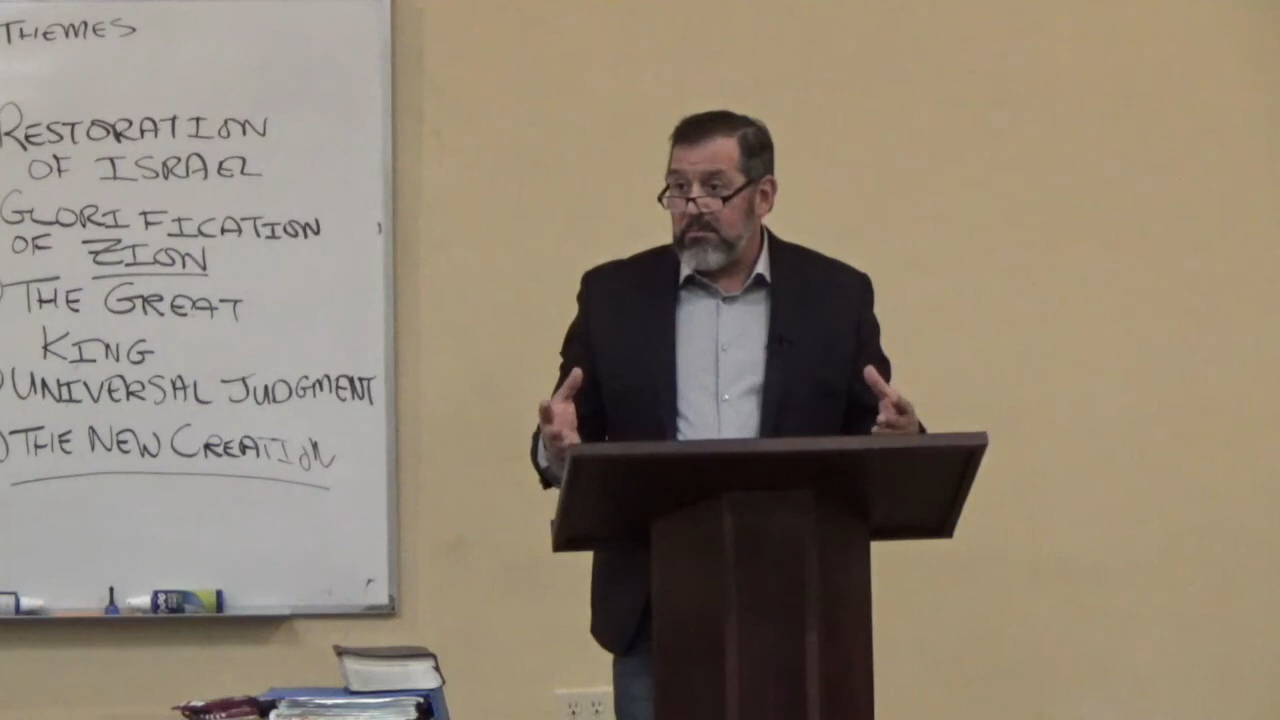 THEMES
RESTORATION
OF ISRAEL
GLORIFICATION
OF ZION
THE GREAT
KING
UNIVERSAL JUDGMENT
THE NEW CREATION